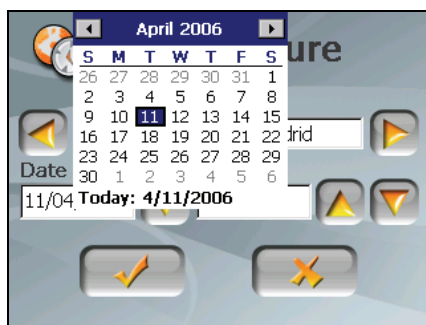 April 2006
ure
S M T W T F S
26 27 28 29 30 31 1
2 3 4 5 6 7 8
9 10 11 12 13 14 15
16 17 18 19 20 21 22
drid
23 24 25 26 27 28 29
Date
30 1 2 3 4 5 6
11/04
Today: 4/11/2006